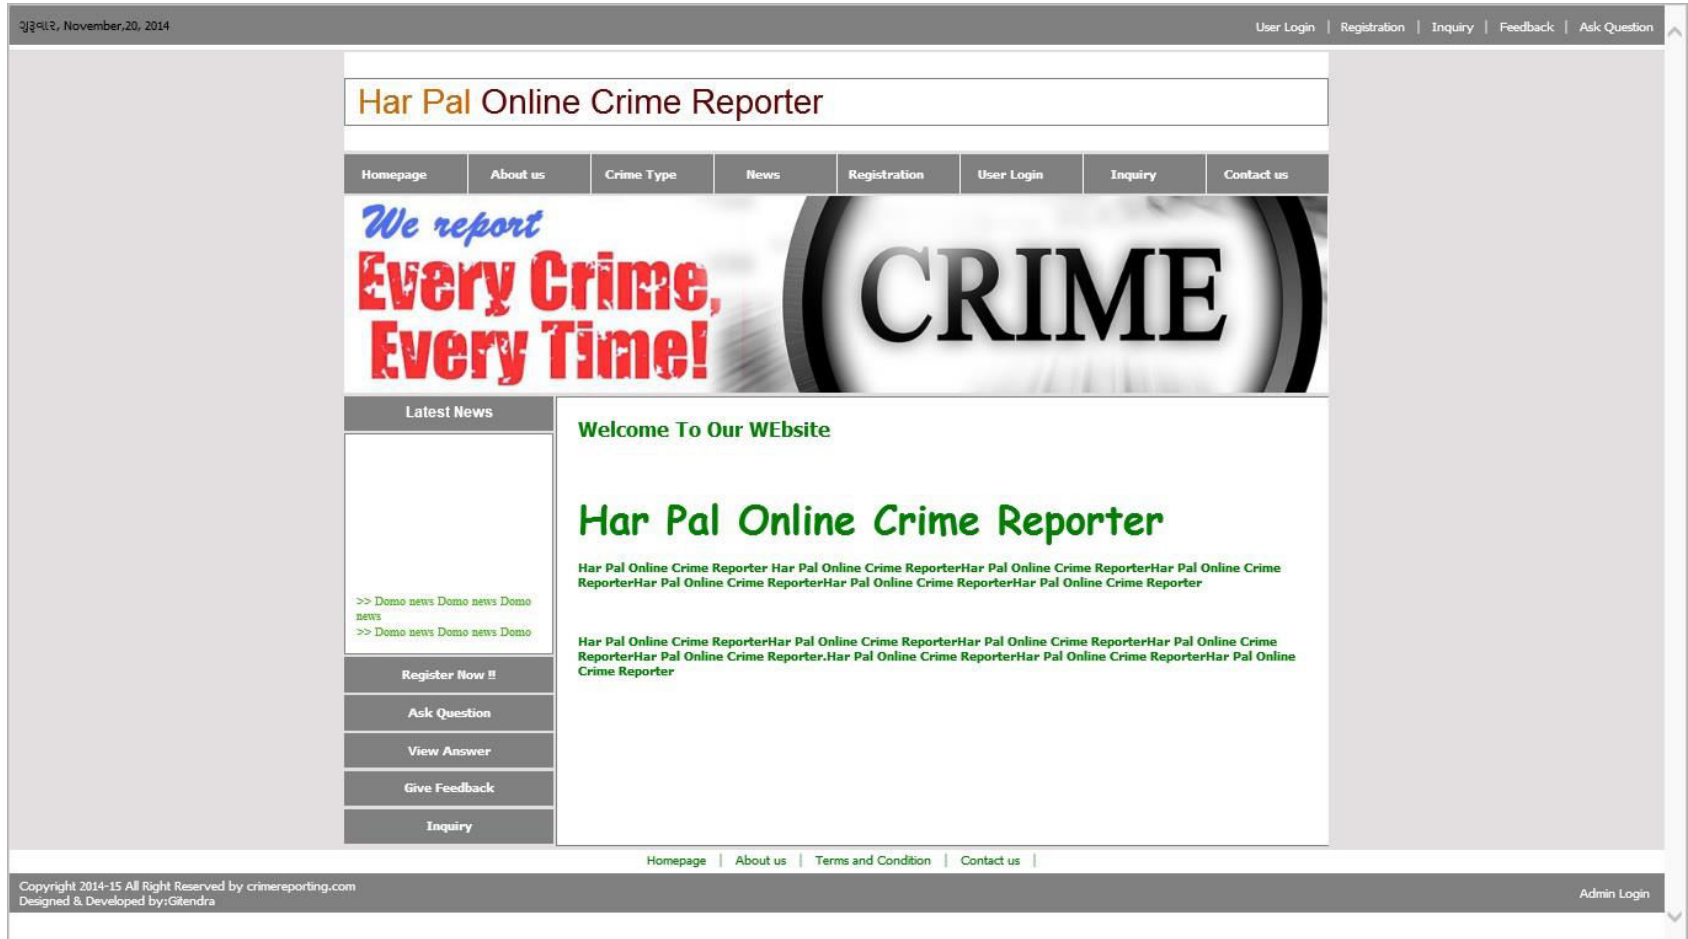 ગુરૂવાર, November,20, 2014
User Login | Registration | Inquiry | Feedback | Ask Question
Har Pal Online Crime Reporter
Homepage About us Crime Type News Registration User Login Inquiry Contact us
We report
Every Crime,
Every Time!
CRIME
Latest News
>> Domo news Domo news Domo
news
>> Domo news Domo news Domo
Register Now !!
Ask Question
View Answer
Give Feedback
Inquiry
Welcome To Our WEbsite
Har Pal Online Crime Reporter
Har Pal Online Crime Reporter Har Pal Online Crime ReporterHar Pal Online Crime ReporterHar Pal Online Crime
ReporterHar Pal Online Crime ReporterHar Pal Online Crime ReporterHar Pal Online Crime Reporter
Har Pal Online Crime ReporterHar Pal Online Crime ReporterHar Pal Online Crime ReporterHar Pal Online Crime
ReporterHar Pal Online Crime Reporter.Har Pal Online Crime ReporterHar Pal Online Crime ReporterHar Pal Online
Crime Reporter
Homepage | About us | Terms and Condition | Contact us |
Copyright 2014-15 All Right Reserved by crimereporting.com
Designed & Developed by:Gitendra
Admin Login